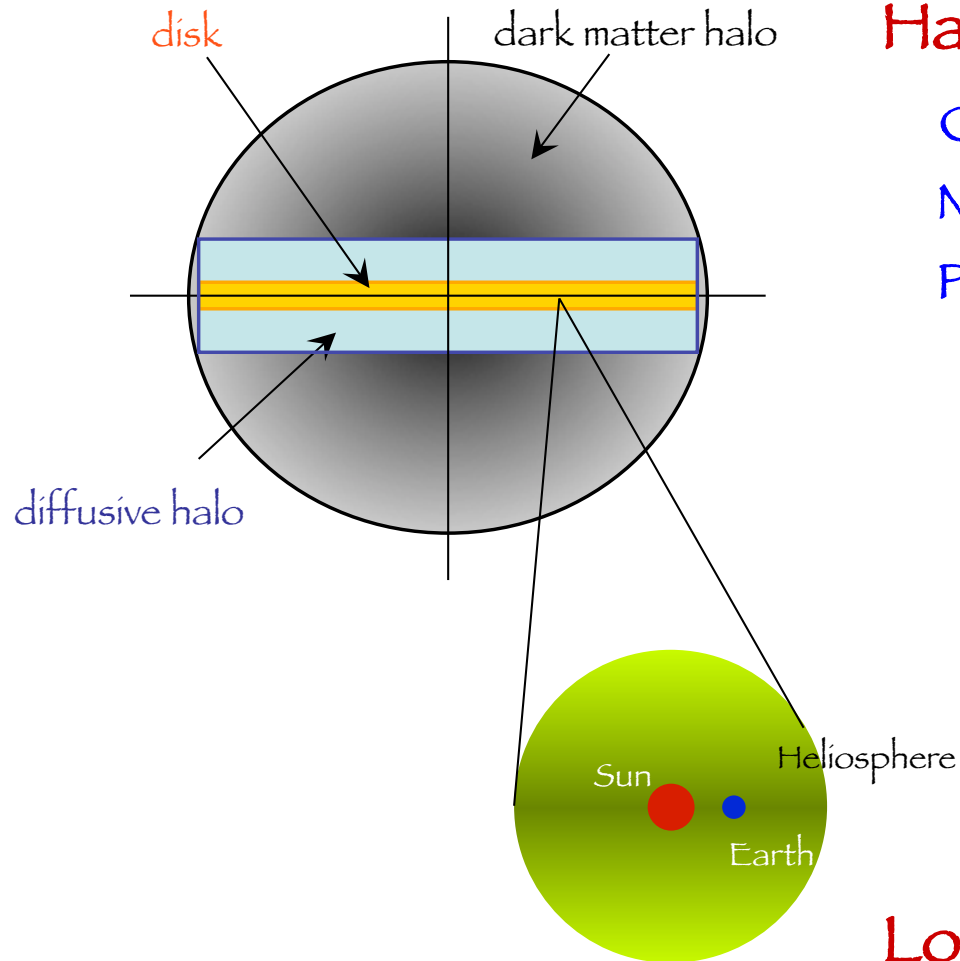 disk
dark matter halo
diffusive halo
Heliosphere
Sun
Earth